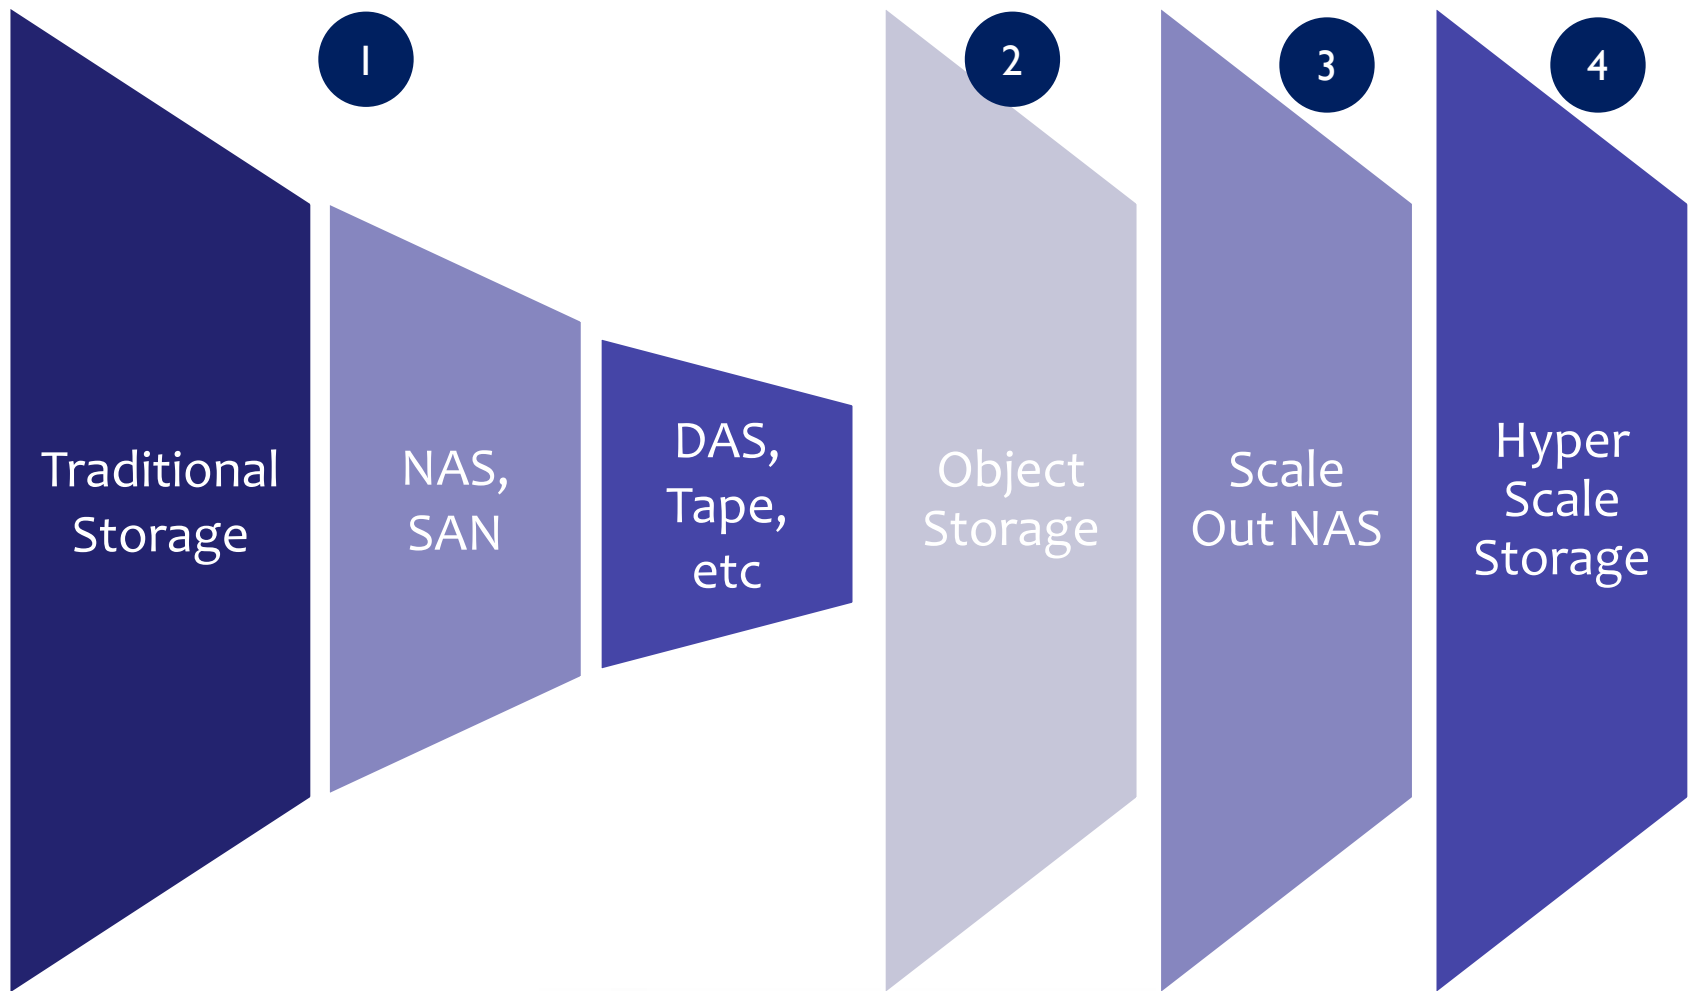 1
Traditional
Storage
NAS,
SAN
DAS,
Tape,
etc
2
Object
Storage
3
Scale
Out NAS
4
Hyper
Scale
Storage